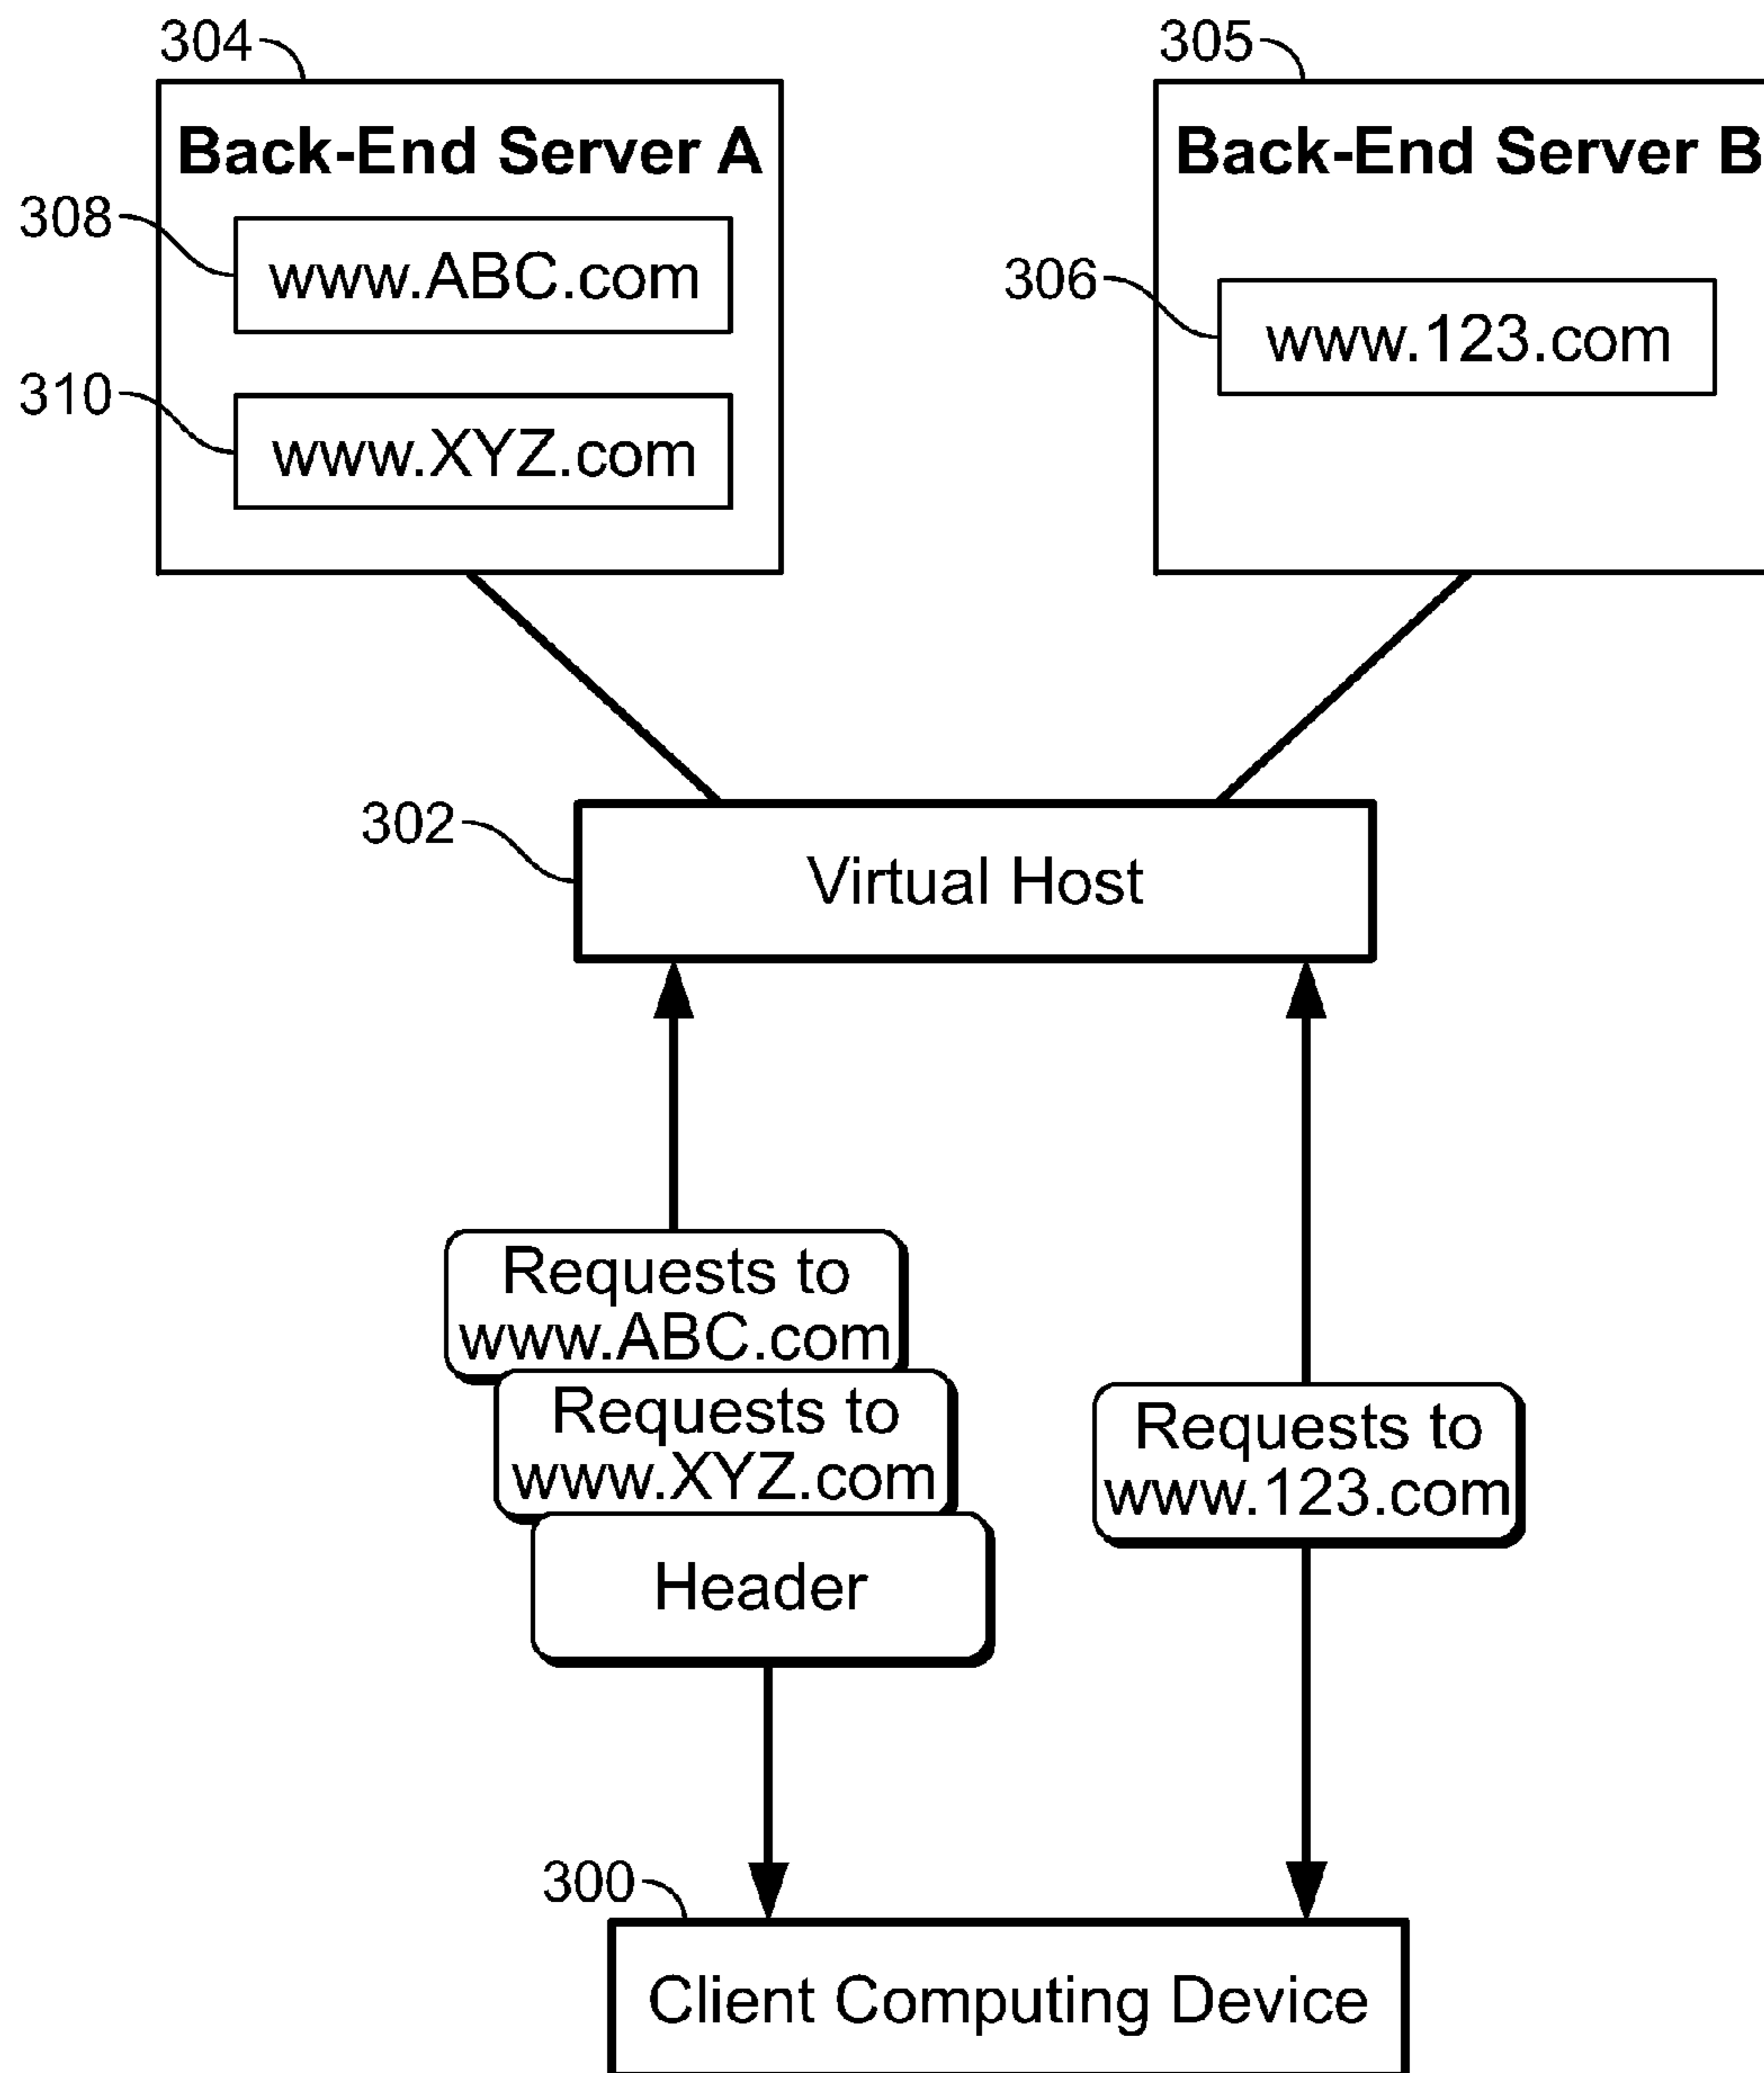 304
305
Back-End Server A
Back-End Server B
308
www.ABC.com
306
www.123.com
310
www.XYZ.com
302
Virtual Host
Requests to
www.ABC.com
Requests to
www.XYZ.com
Header
Requests to
www.123.com
300
Client Computing Device